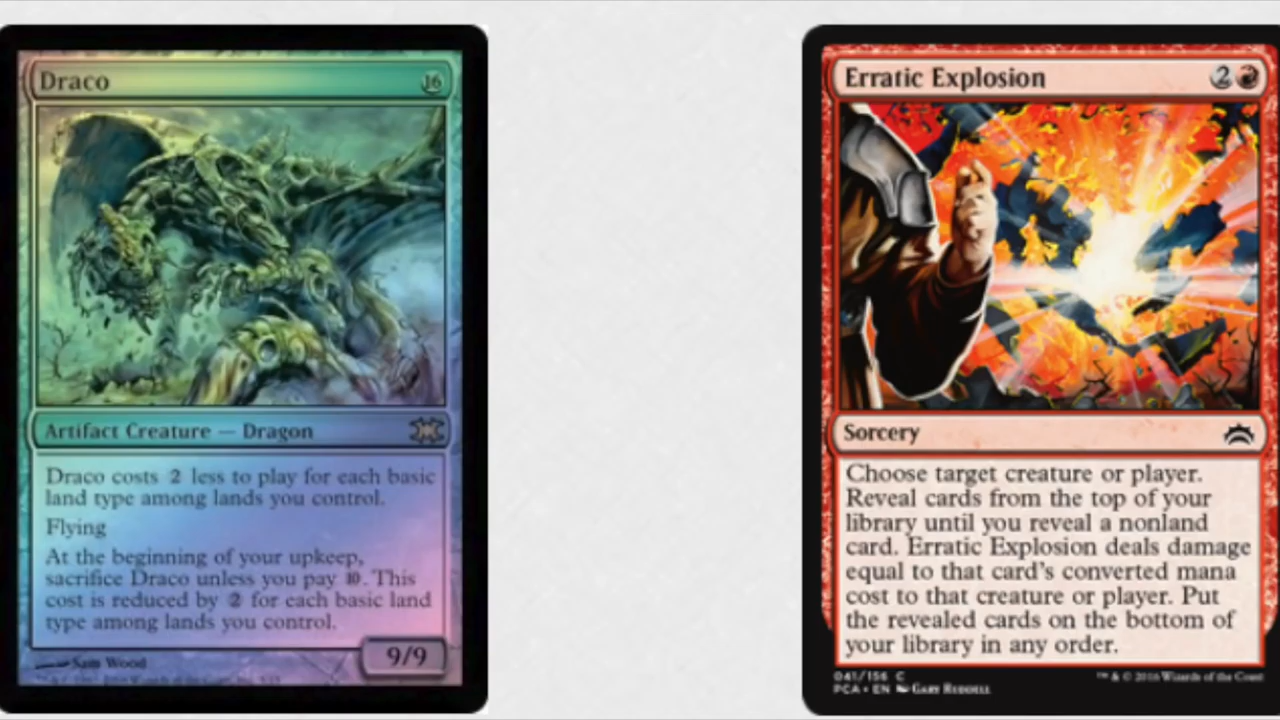 Draco 16
Artifact Creature — Dragon
Draco costs 2 less to play for each basic
land type among lands you control.
Flying
At the beginning of your upkeep,
sacrifice Draco unless you pay 10. This
cost is reduced by 2 for each basic land
type among lands you control.
9/9
Sam Wood
Erratic Explosion 2
Sorcery
Choose target creature or player.
Reveal cards from the top of your
library until you reveal a nonland
card. Erratic Explosion deals damage
equal to that card's converted mana
cost to that creature or player. Put
the revealed cards on the bottom of
your library in any order.
041/156 C
PCA • EN Gary Ruddell
™ & © 2016 Wizards of the Coast